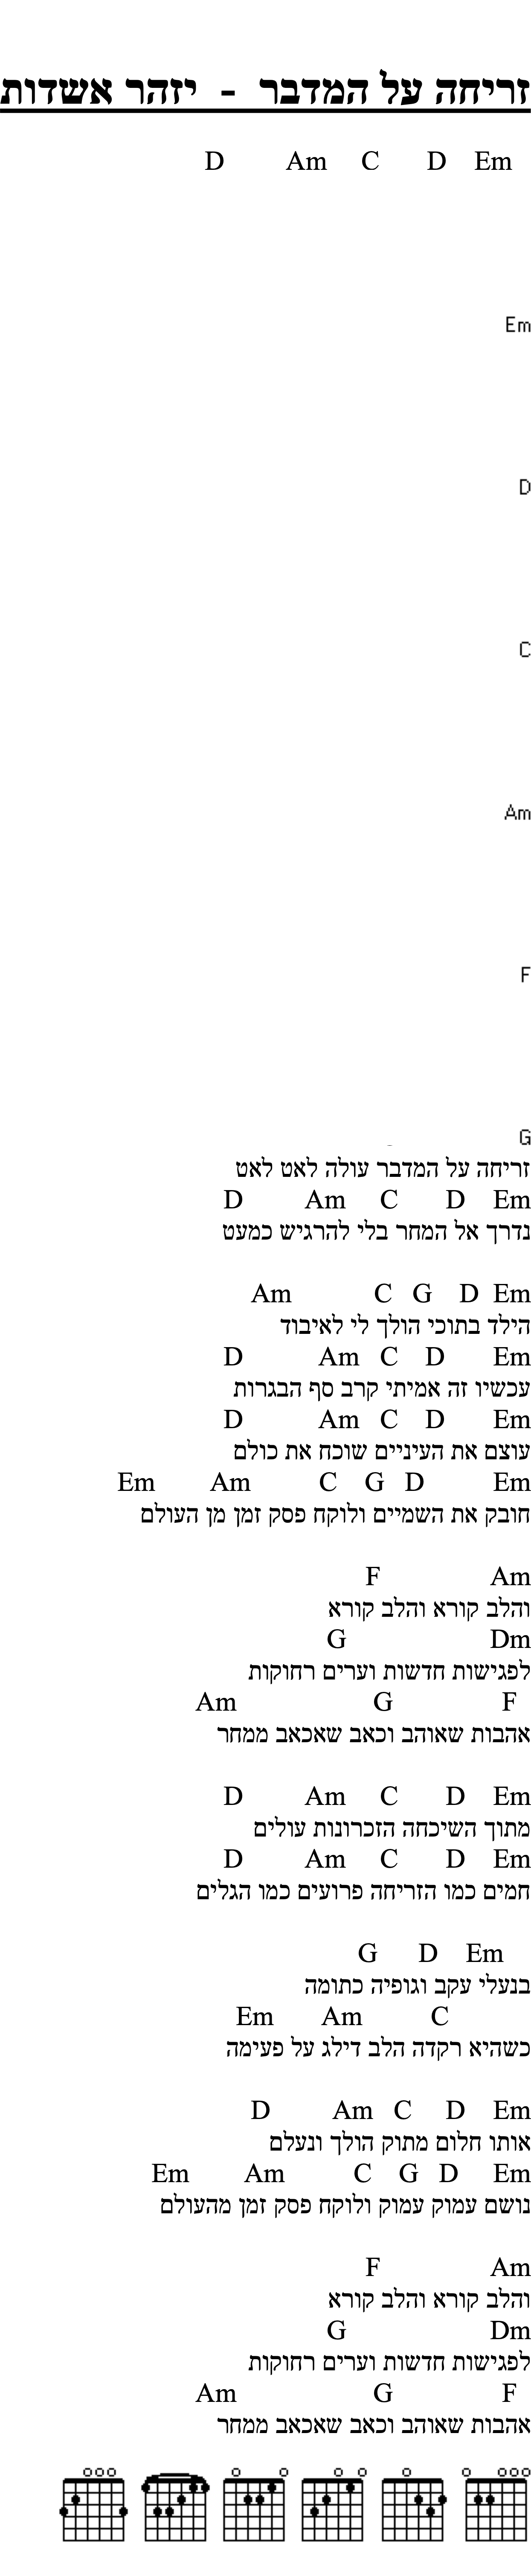 זריחה על המדבר - יזהר אשדות
D Am C D Em
Em
D
C
Am
F
G
זריחה על המדבר עולה לאט לאט
D Am C D Em
נדרך אל המחר בלי להרגיש כמעט
Am C G D Em
הילד בתוכי הולך לי לאיבוד
D Am C D Em
עכשיו זה אמיתי קרב סף הבגרות
D Am C D Em
עוצם את העיניים שוכח את כולם
Em Am C G D Em
חובק את השמיים ולוקח פסק זמן מן העולם
F Am
והלב קורא והלב קורא
G Dm
לפגישות חדשות וערים רחוקות
Am G F
אהבות שאוהב וכאב שאכאב ממחר
D Am C D Em
מתוך השיכחה הזכרונות עולים
D Am C D Em
חמים כמו הזריחה פרועים כמו הגלים
G D Em
בנעלי עקב וגופיה כתומה
Em Am C
כשהיא רקדה הלב דילג על פעימה
D Am C D Em
אותו חלום מתוק הולך ונעלם
Em Am C G D Em
נושם עמוק עמוק ולוקח פסק זמן מהעולם
F Am
והלב קורא והלב קורא
G Dm
לפגישות חדשות וערים רחוקות
Am G F
אהבות שאוהב וכאב שאכאב ממחר